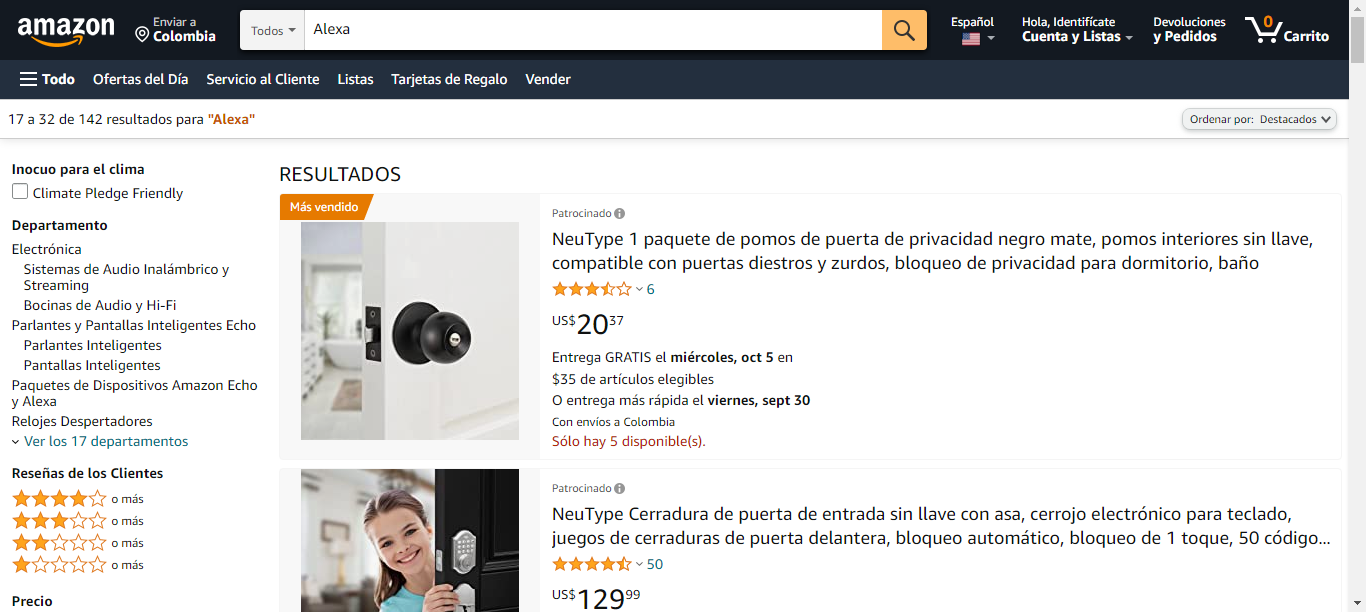 amazon
Enviar a
Colombia
Todos
Alexa
Español
Hola, Identifícate
Cuenta y Listas
Devoluciones
y Pedidos
0
Carrito
Todo
Ofertas del Día
Servicio al Cliente
Listas
Tarjetas de Regalo
Vender
17 a 32 de 142 resultados para "Alexa"
Ordenar por: Destacados
Inocuo para el clima
Climate Pledge Friendly
Departamento
Electrónica
Sistemas de Audio Inalámbrico y
Streaming
Bocinas de Audio y Hi-Fi
Parlantes y Pantallas Inteligentes Echo
Parlantes Inteligentes
Pantallas Inteligentes
Paquetes de Dispositivos Amazon Echo
y Alexa
Relojes Despertadores
Ver los 17 departamentos
Reseñas de los Clientes
o más
o más
o más
o más
Precio
RESULTADOS
Más vendido
Patrocinado
NeuType 1 paquete de pomos de puerta de privacidad negro mate, pomos interiores sin llave,
compatible con puertas diestros y zurdos, bloqueo de privacidad para dormitorio, baño
6
US$2037
Entrega GRATIS el miércoles, oct 5 en
$35 de artículos elegibles
O entrega más rápida el viernes, sept 30
Con envíos a Colombia
Sólo hay 5 disponible(s).
Patrocinado
NeuType Cerradura de puerta de entrada sin llave con asa, cerrojo electrónico para teclado,
juegos de cerraduras de puerta delantera, bloqueo automático, bloqueo de 1 toque, 50 código...
50
US$12999